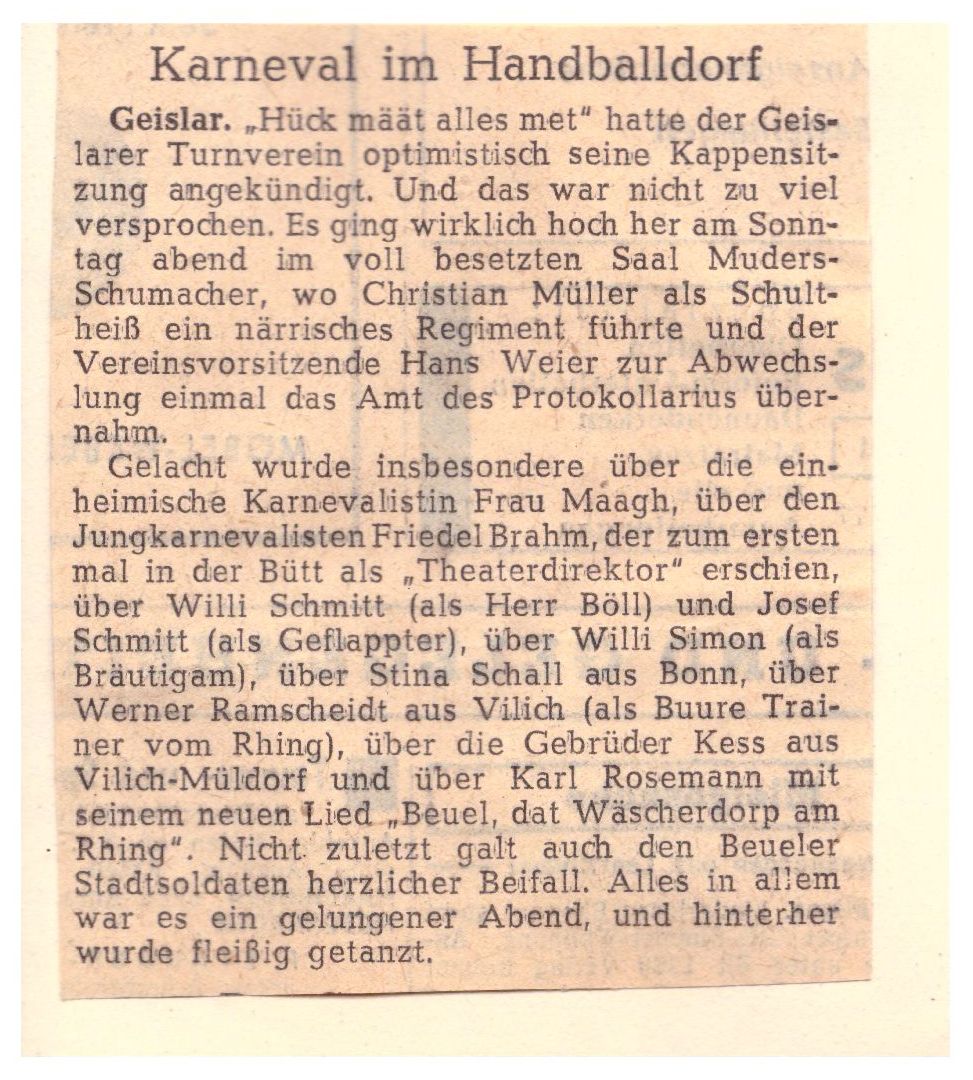 Karneval im Handballdorf
Geislar. „Hück määt alles met“ hatte der Geis-
larer Turnverein optimistisch seine Kappensit-
zung angekündigt. Und das war nicht zu viel
versprochen. Es ging wirklich hoch her am Sonn-
tag abend im voll besetzten Saal Muders-
Schumacher, wo Christian Müller als Schult-
heiß ein närrisches Regiment führte und der
Vereinsvorsitzende Hans Weier zur Abwechs-
lung einmal das Amt des Protokollarius über-
nahm.
Gelacht wurde insbesondere über die ein-
heimische Karnevalistin Frau Maagh, über den
Jungkarnevalisten Friedel Brahm, der zum ersten
mal in der Bütt als „Theaterdirektor“ erschien,
über Willi Schmitt (als Herr Böll) und Josef
Schmitt (als Geflappter), über Willi Simon (als
Bräutigam), über Stina Schall aus Bonn, über
Werner Ramscheidt aus Vilich (als Buure Trai-
ner vom Rhing), über die Gebrüder Kess aus
Vilich-Müldorf und über Karl Rosemann mit
seinem neuen Lied „Beuel, dat Wäscherdorp am
Rhing“. Nicht zuletzt galt auch den Beueler
Stadtsoldaten herzlicher Beifall. Alles in allem
war es ein gelungener Abend, und hinterher
wurde fleißig getanzt.